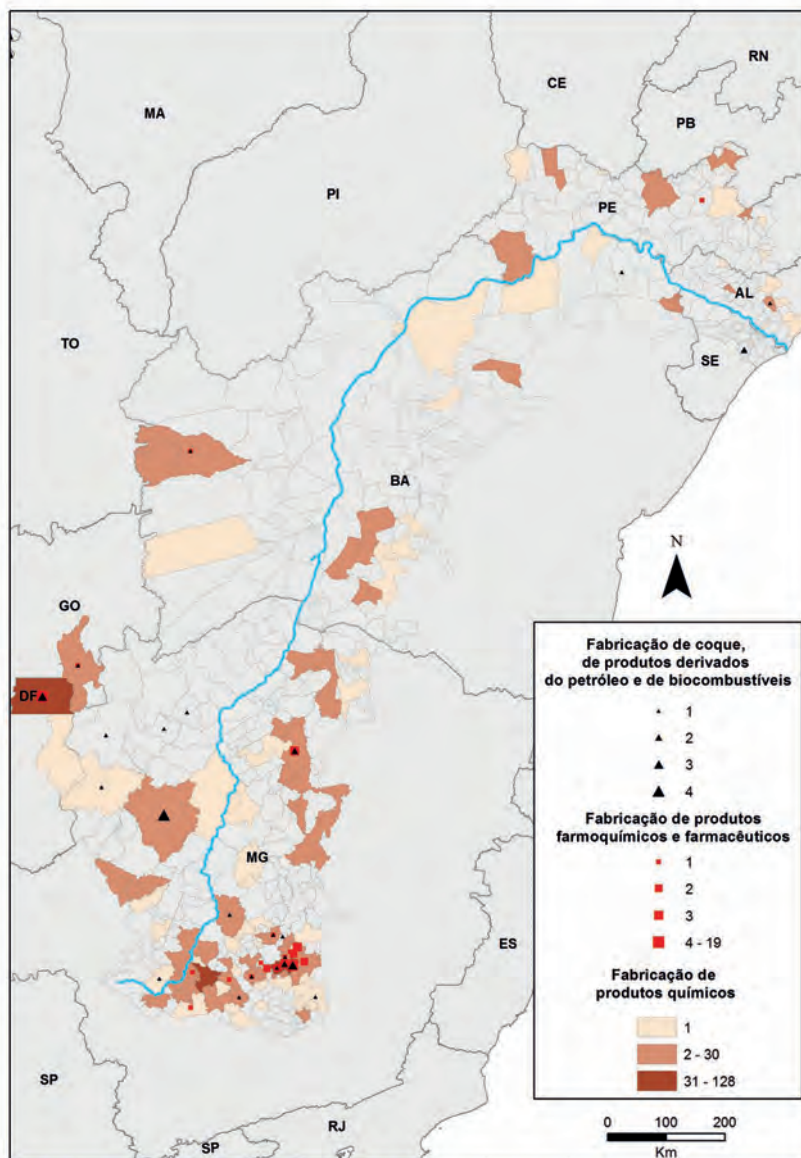 RN
CE
MA
PB
PI
PE
AL
TO
SE
BA
N
GO
DF
MG
ES
SP
RJ
SP
Fabricação de coque,
de produtos derivados
do petróleo e de biocombustíveis
1
2
3
4
Fabricação de produtos
farmoquímicos e farmacêuticos
1
2
3
4 - 19
Fabricação de
produtos químicos
1
2 - 30
31 - 128
0 100 200
Km